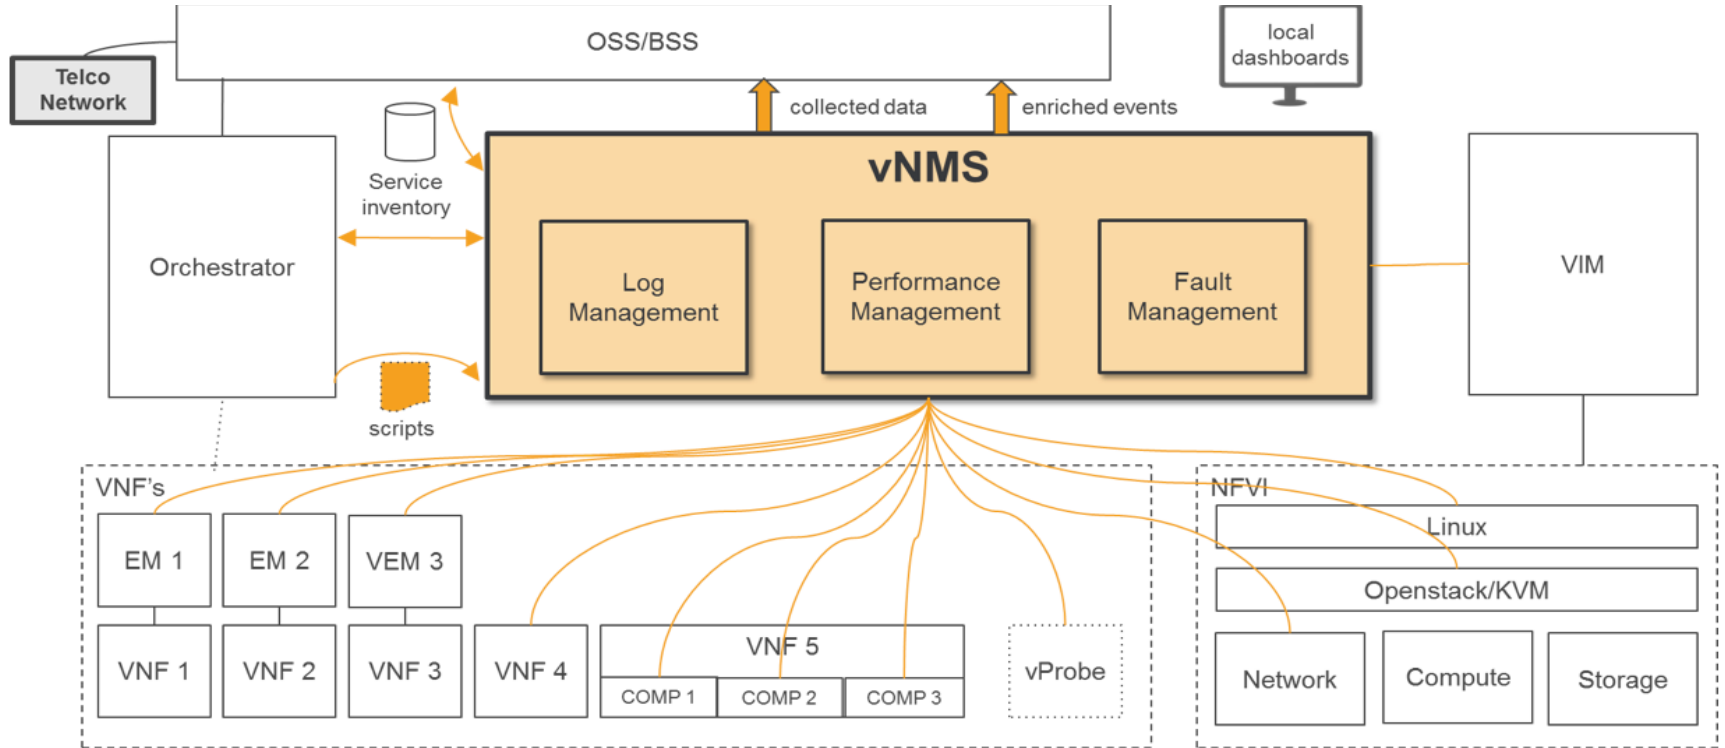 OSS/BSS
local
dashboards
Telco
Network
collected data
enriched events
vNMS
Service
inventory
Orchestrator
Log
Management
Performance
Management
Fault
Management
VIM
scripts
VNF's
NFVI
EM 1
EM 2
VEM 3
Linux
Openstack/KVM
VNF 1
VNF 2
VNF 3
VNF 4
VNF 5
COMP 1
COMP 2
COMP 3
vProbe
Network
Compute
Storage